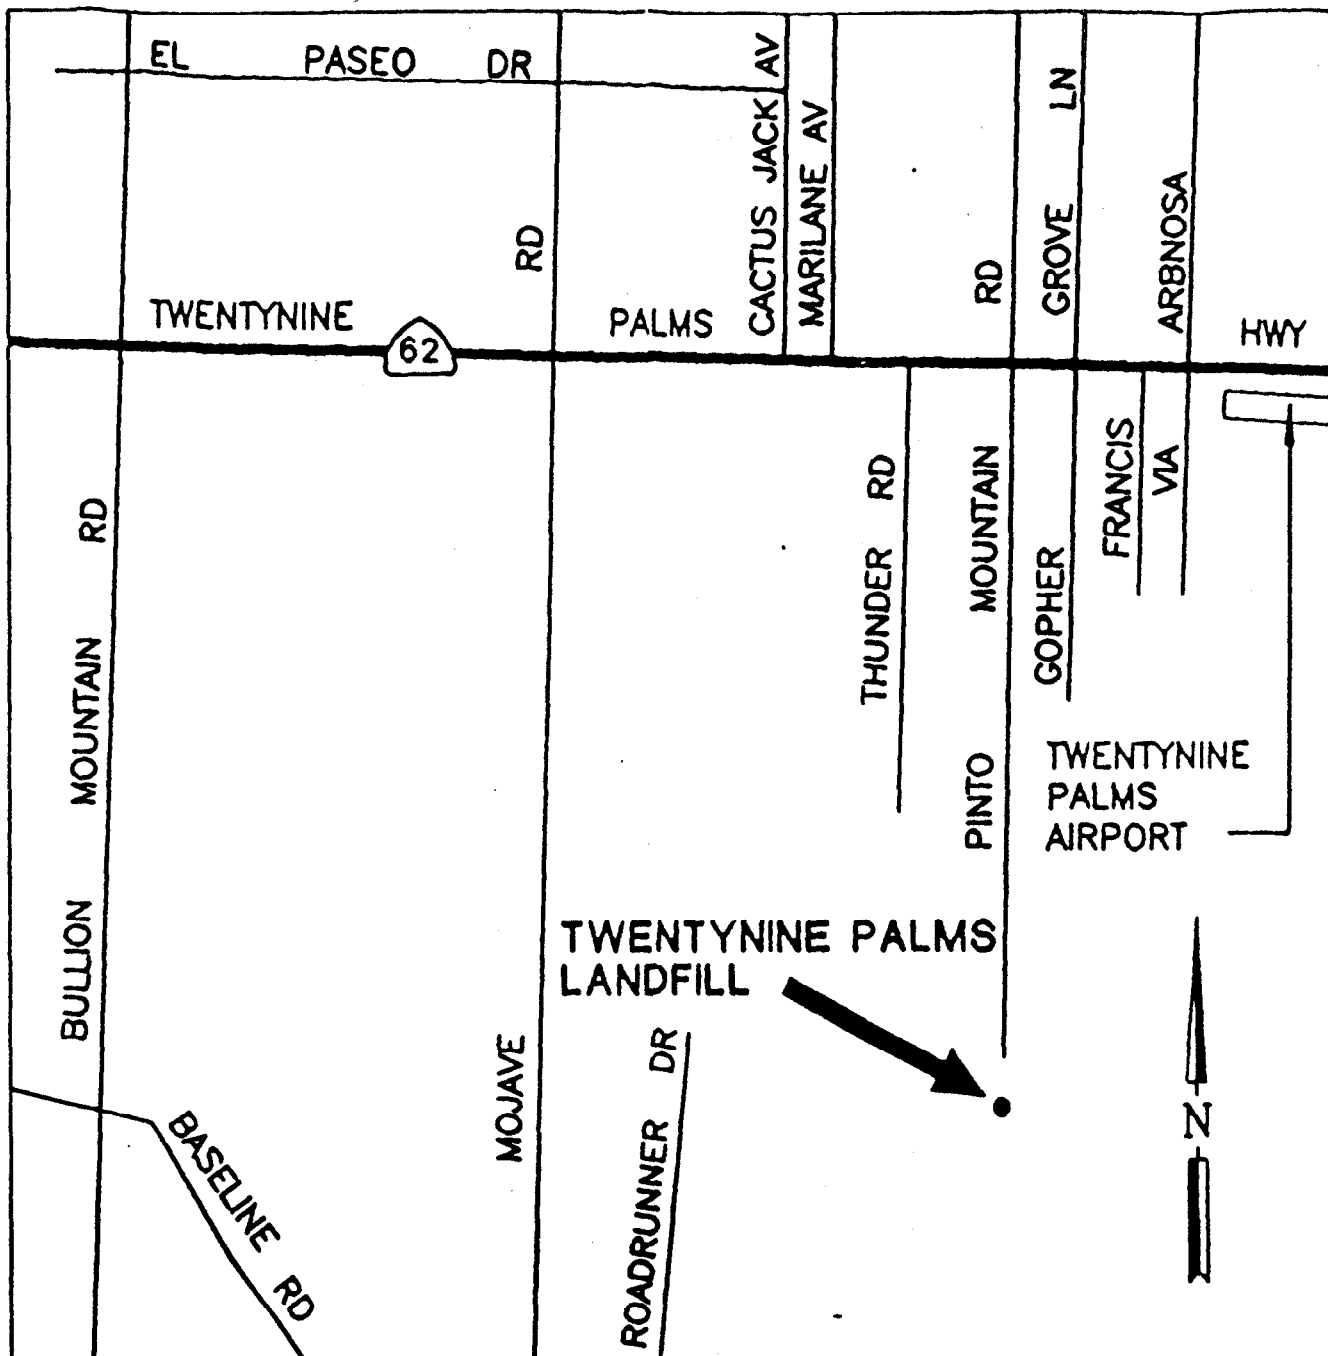 EL PASEO DR
CACTUS JACK AV
MARILANE AV
MOJAVE RD
PINTO MOUNTAIN RD
GOPHER GROVE LN
VIA ARBNOSA
TWENTYNINE PALMS HWY
62
BULLION MOUNTAIN RD
THUNDER RD
FRANCIS
TWENTYNINE
PALMS
AIRPORT
TWENTYNINE PALMS
LANDFILL
ROADRUNNER DR
BASELINE RD
N